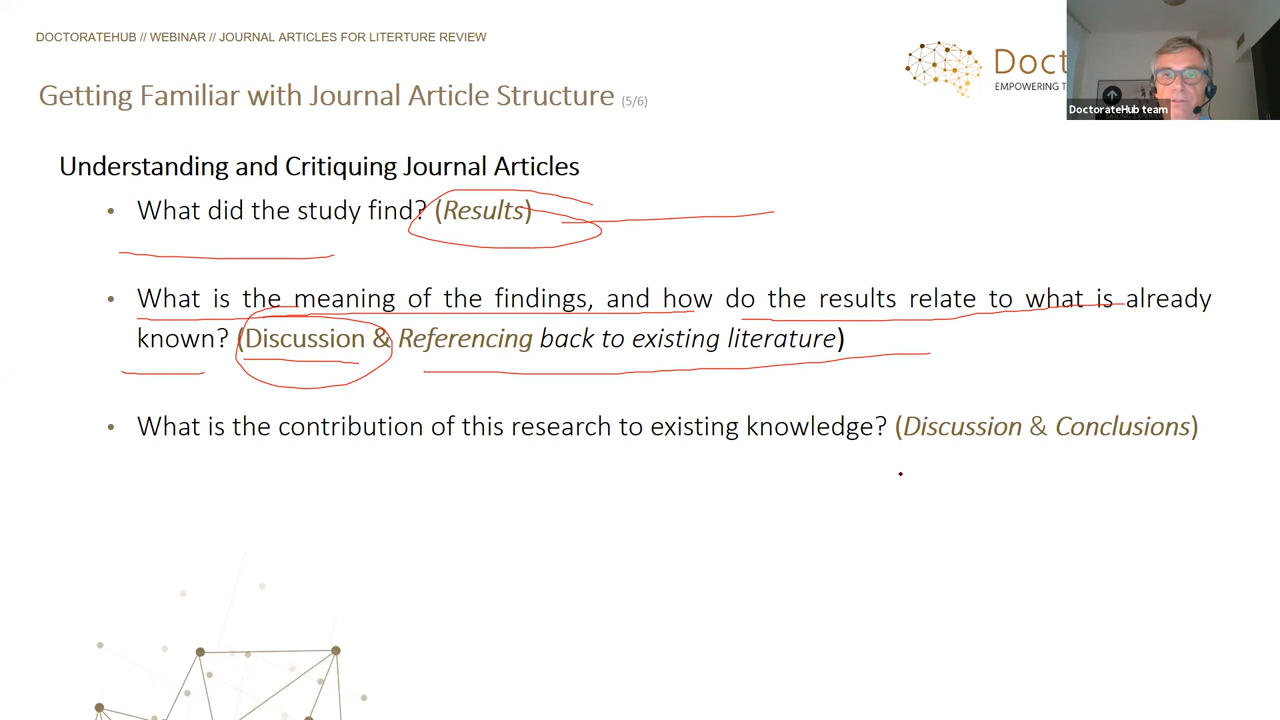 DOCTORATEHUB // WEBINAR // JOURNAL ARTICLES FOR LITERTURE REVIEW
Doct
EMPOWERING T
DoctorateHub team
Getting Familiar with Journal Article Structure (5/6)
Understanding and Critiquing Journal Articles
• What did the study find? (Results)
• What is the meaning of the findings, and how do the results relate to what is already
known? (Discussion & Referencing back to existing literature)
• What is the contribution of this research to existing knowledge? (Discussion & Conclusions)